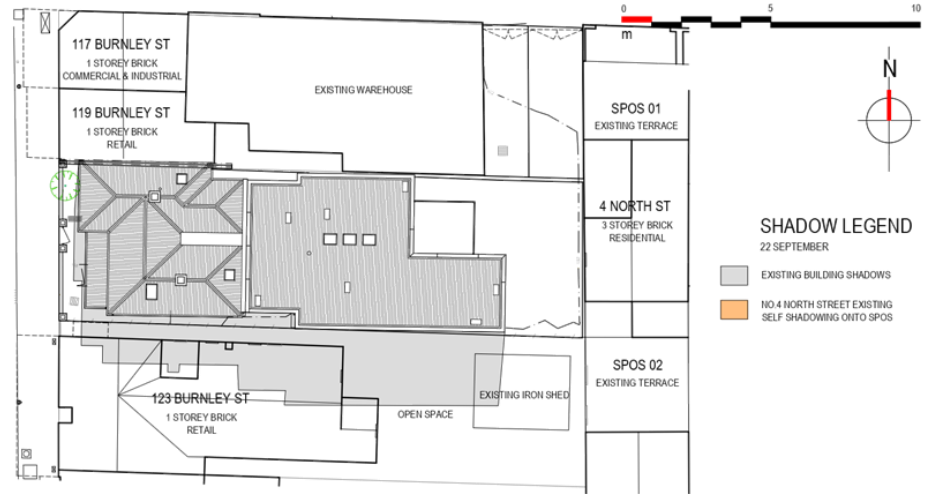 0 5 10
m
N
117 BURNLEY ST
1 STOREY BRICK
COMMERCIAL & INDUSTRIAL
119 BURNLEY ST
1 STOREY BRICK
RETAIL
EXISTING WAREHOUSE
SPOS 01
EXISTING TERRACE
4 NORTH ST
3 STOREY BRICK
RESIDENTIAL
SHADOW LEGEND
22 SEPTEMBER
EXISTING BUILDING SHADOWS
NO.4 NORTH STREET EXISTING
SELF SHADOWING ONTO SPOS
SPOS 02
EXISTING TERRACE
EXISTING IRON SHED
OPEN SPACE
123 BURNLEY ST
1 STOREY BRICK
RETAIL